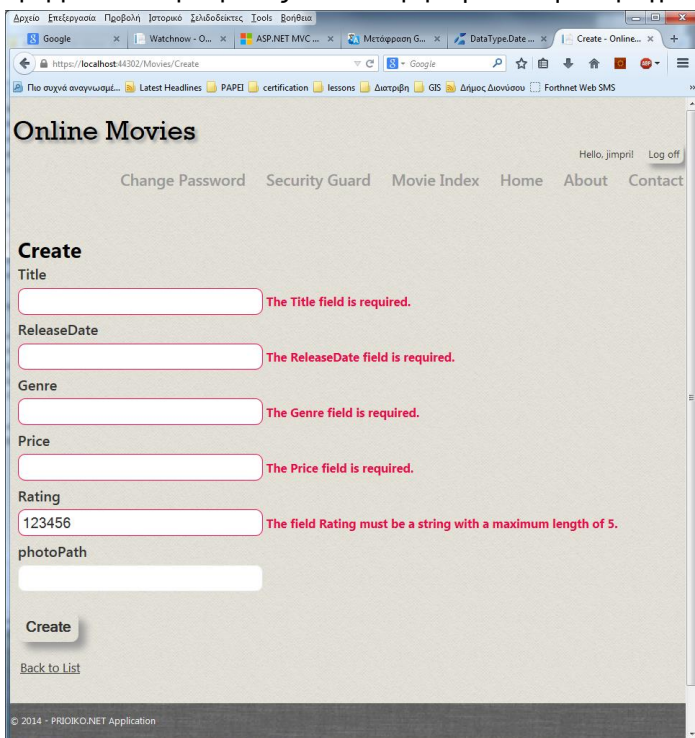 Αρχείο Επεξεργασία Προβολή Ιστορικό Σελιδοδείκτες Tools Βοήθεια
Google Watchnow - O... ASP.NET MVC ... Μετάφραση G... DataType.Date ... Create - Online...
https://localhost:44302/Movies/Create Google
Πιο συχνά αναγνωσμέ... Latest Headlines PAPEI certification lessons Διατριβη GIS Δήμος Διονύσου Forthnet Web SMS
Online Movies
Hello, jimpri! Log off
Change Password Security Guard Movie Index Home About Contact
Create
Title
The Title field is required.
ReleaseDate
The ReleaseDate field is required.
Genre
The Genre field is required.
Price
The Price field is required.
Rating
123456 The field Rating must be a string with a maximum length of 5.
photoPath
Create
Back to List
© 2014 - PRIOIKO.NET Application